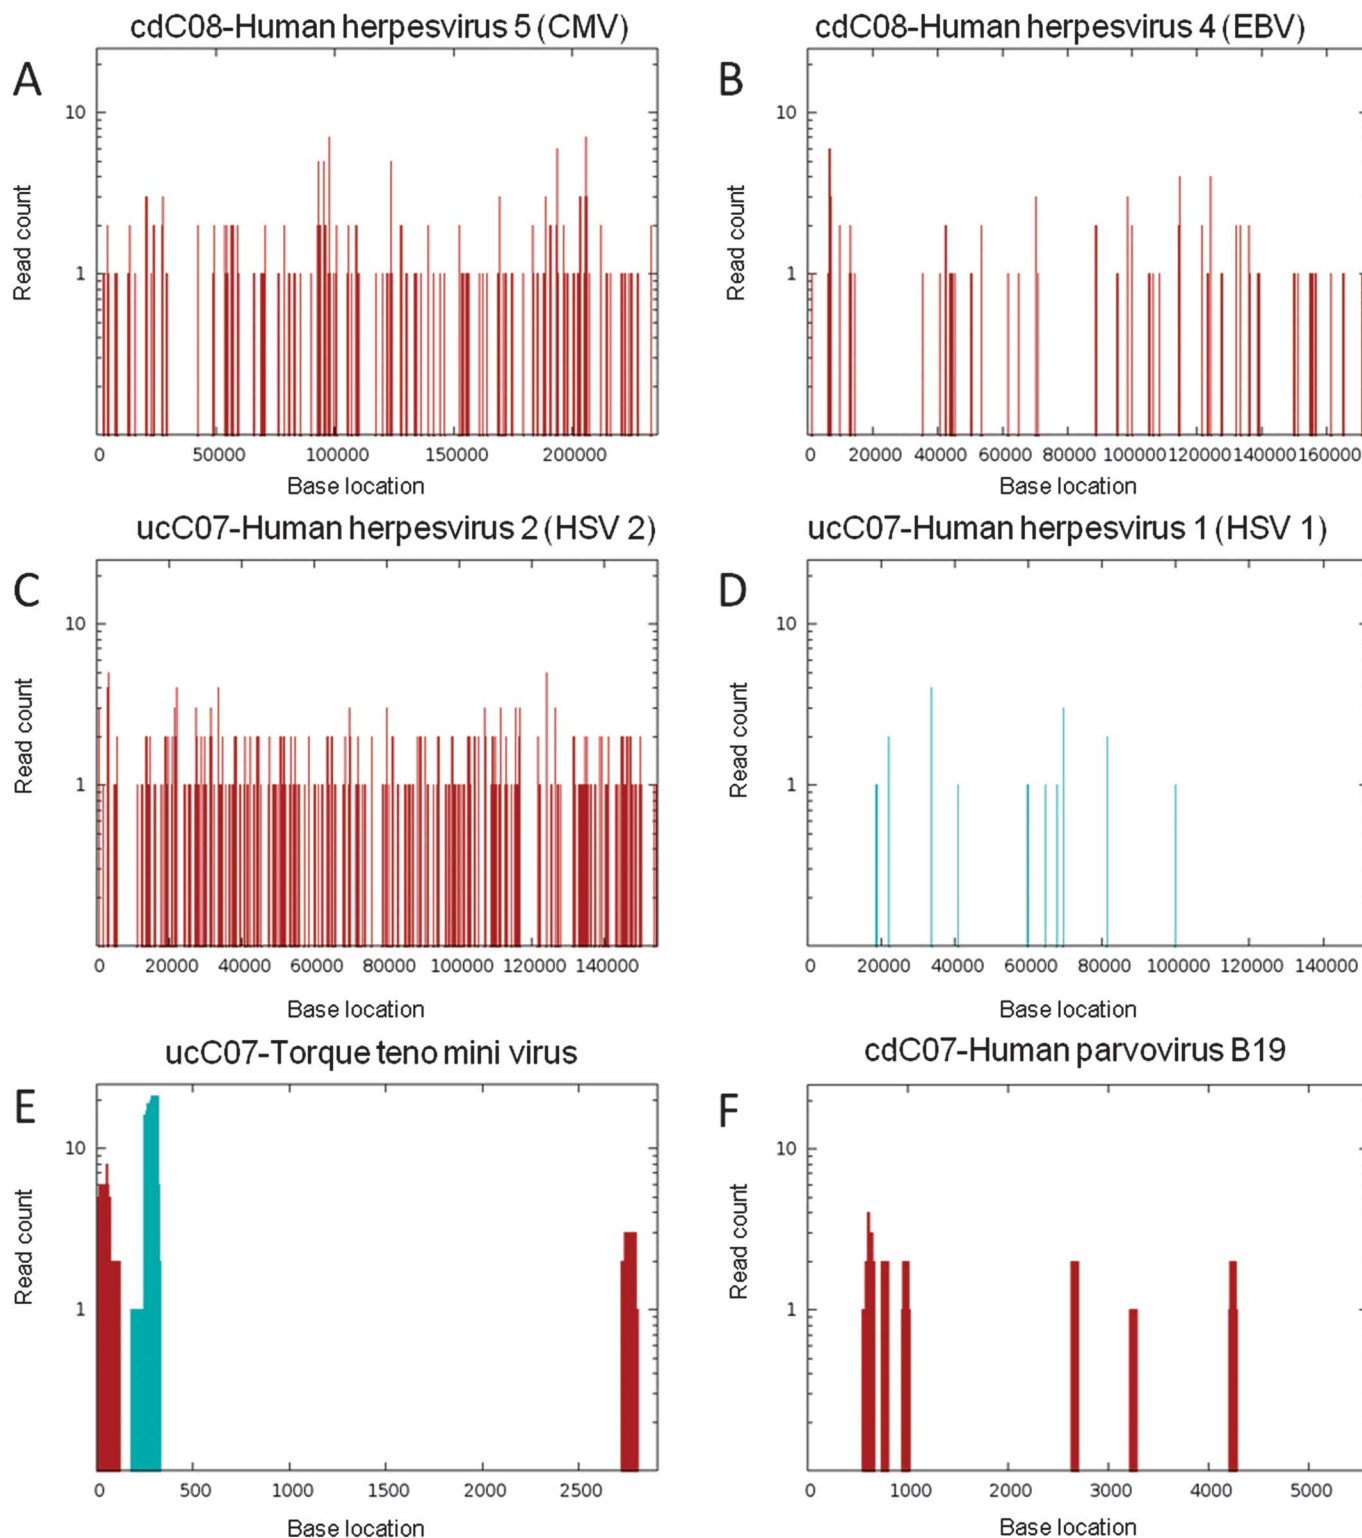 cdC08-Human herpesvirus 5 (CMV)
A
10
1
Read count
0 50000 100000 150000 200000
Base location
cdC08-Human herpesvirus 4 (EBV)
B
10
1
Read count
0 20000 40000 60000 80000 100000 120000 140000 160000
Base location
ucC07-Human herpesvirus 2 (HSV 2)
C
10
1
Read count
0 20000 40000 60000 80000 100000 120000 140000
Base location
ucC07-Human herpesvirus 1 (HSV 1)
D
10
1
Read count
0 20000 40000 60000 80000 100000 120000 140000
Base location
ucC07-Torque teno mini virus
E
10
1
Read count
0 500 1000 1500 2000 2500
Base location
cdC07-Human parvovirus B19
F
10
1
Read count
0 1000 2000 3000 4000 5000
Base location